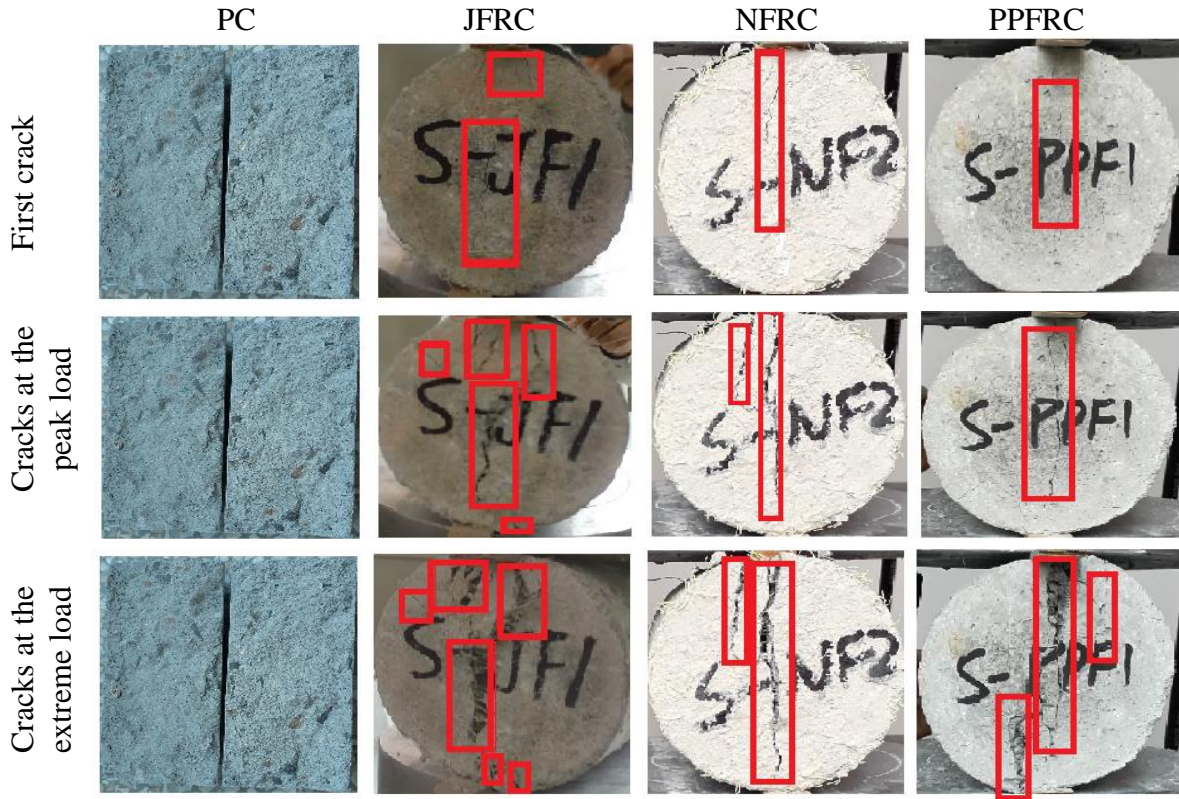 PC JFRC NFRC PPFRC
First crack
S-JF1 S-NF2 S-PPF1
Cracks at the
peak load
S-JF1 S-NF2 S-PPF1
Cracks at the
extreme load
S-JF1 S-NF2 S-PPF1